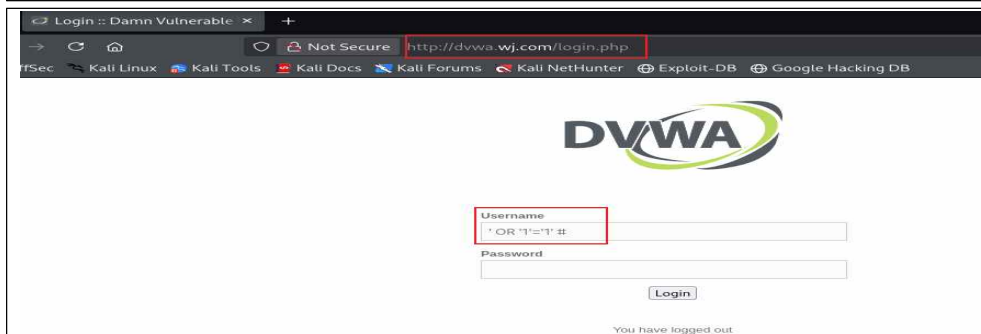 Login :: Damn Vulnerable × +
Not Secure http://dvwa.wj.com/login.php
ffSec Kali Linux Kali Tools Kali Docs Kali Forums Kali NetHunter Exploit-DB Google Hacking DB
DVWA
Username
' OR '1'='1' #
Password
Login
You have logged out